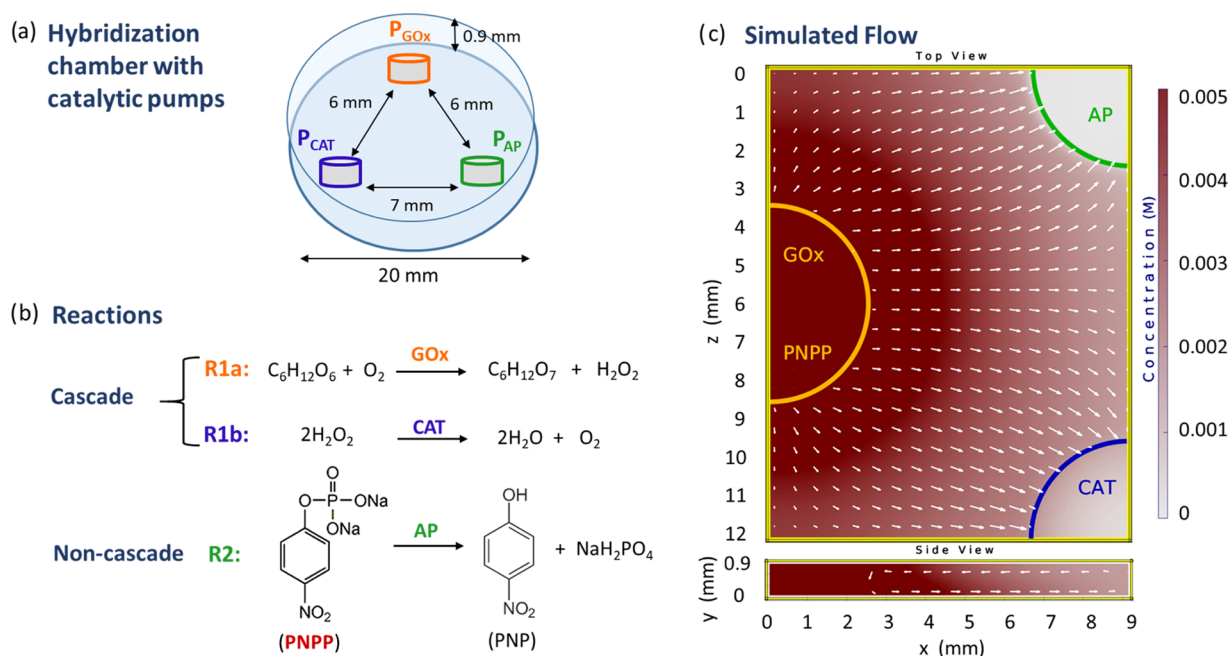 (a) Hybridization
chamber with
catalytic pumps
P_GOx
0.9 mm
6 mm
6 mm
P_CAT
P_AP
7 mm
20 mm
(b) Reactions
Cascade
R1a: C₆H₁₂O₆ + O₂ GOx C₆H₁₂O₇ + H₂O₂
R1b: 2H₂O₂ CAT 2H₂O + O₂
Non-cascade R2:
O
O P ONa
ONa
NO₂
(PNPP)
AP
OH
NO₂
(PNP)
+ NaH₂PO₄
(c) Simulated Flow
Top View
0
1
2
3
4
5
6
7
8
9
10
11
12
z (mm)
AP
GOx
PNPP
CAT
Side View
0.9
0
y (mm)
0 1 2 3 4 5 6 7 8 9
x (mm)
0.005
0.004
0.003
0.002
0.001
0
Concentration (M)